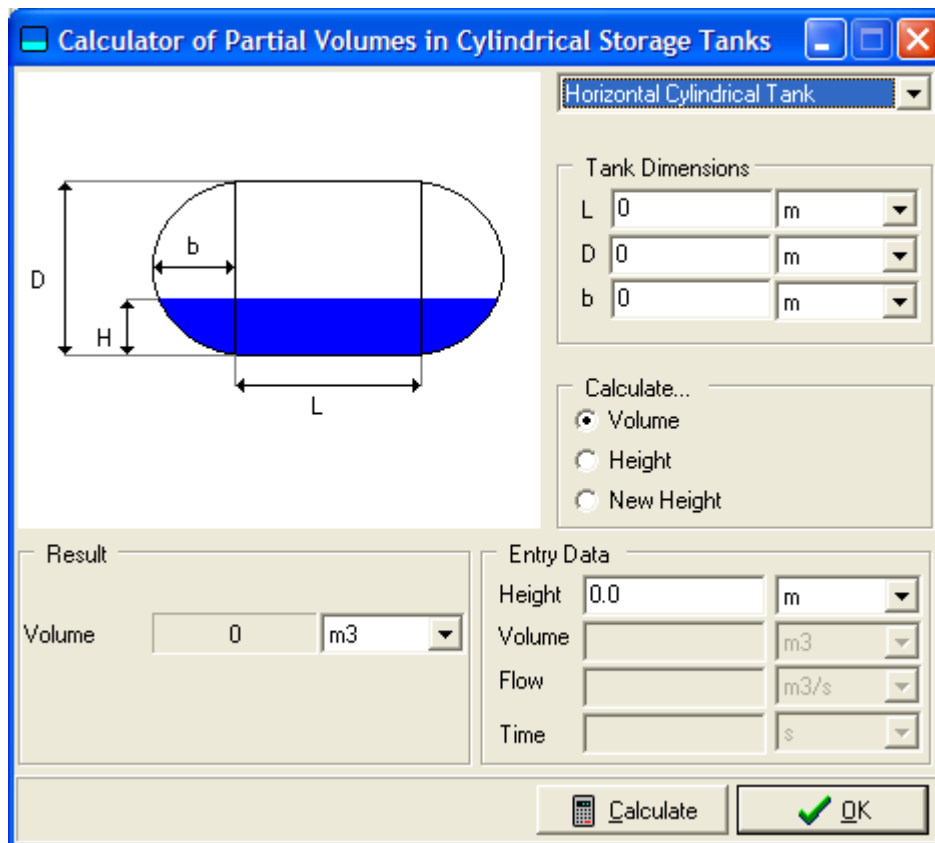 Calculator of Partial Volumes in Cylindrical Storage Tanks
Horizontal Cylindrical Tank
Tank Dimensions
L 0 m
D 0 m
b 0 m
b
D
H
L
Calculate...
Volume
Height
New Height
Result
Volume 0 m3
Entry Data
Height 0.0 m
Volume m3
Flow m3/s
Time s
Calculate OK